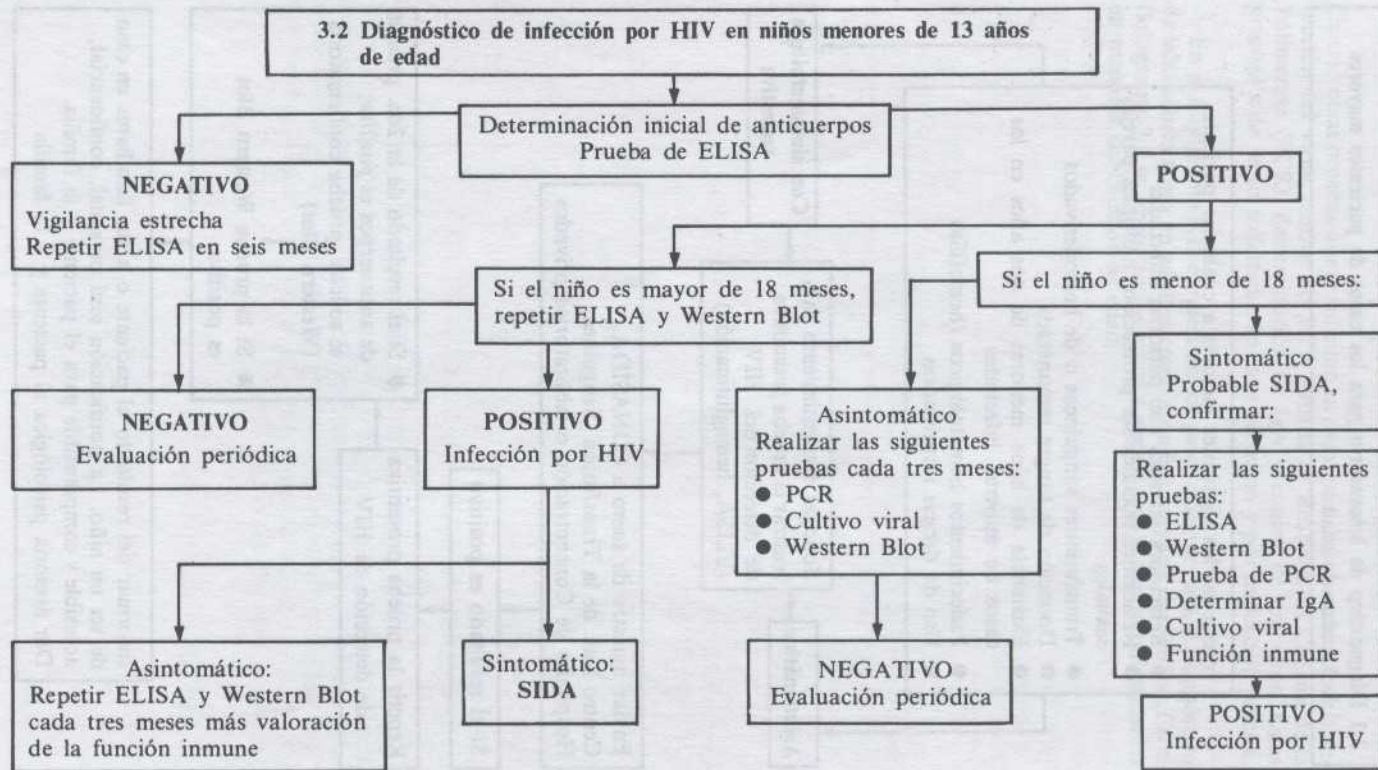 3.2 Diagnóstico de infección por HIV en niños menores de 13 años
de edad
Determinación inicial de anticuerpos
Prueba de ELISA
NEGATIVO
Vigilancia estrecha
Repetir ELISA en seis meses
POSITIVO
Si el niño es mayor de 18 meses,
repetir ELISA y Western Blot
Si el niño es menor de 18 meses:
NEGATIVO
Evaluación periódica
POSITIVO
Infección por HIV
Asintomático
Realizar las siguientes
pruebas cada tres meses:
● PCR
● Cultivo viral
● Western Blot
Sintomático
Probable SIDA,
confirmar:
Realizar las siguientes
pruebas:
● ELISA
● Western Blot
● Prueba de PCR
● Determinar IgA
● Cultivo viral
● Función inmune
Asintomático:
Repetir ELISA y Western Blot
cada tres meses más valoración
de la función inmune
Sintomático:
SIDA
NEGATIVO
Evaluación periódica
POSITIVO
Infección por HIV